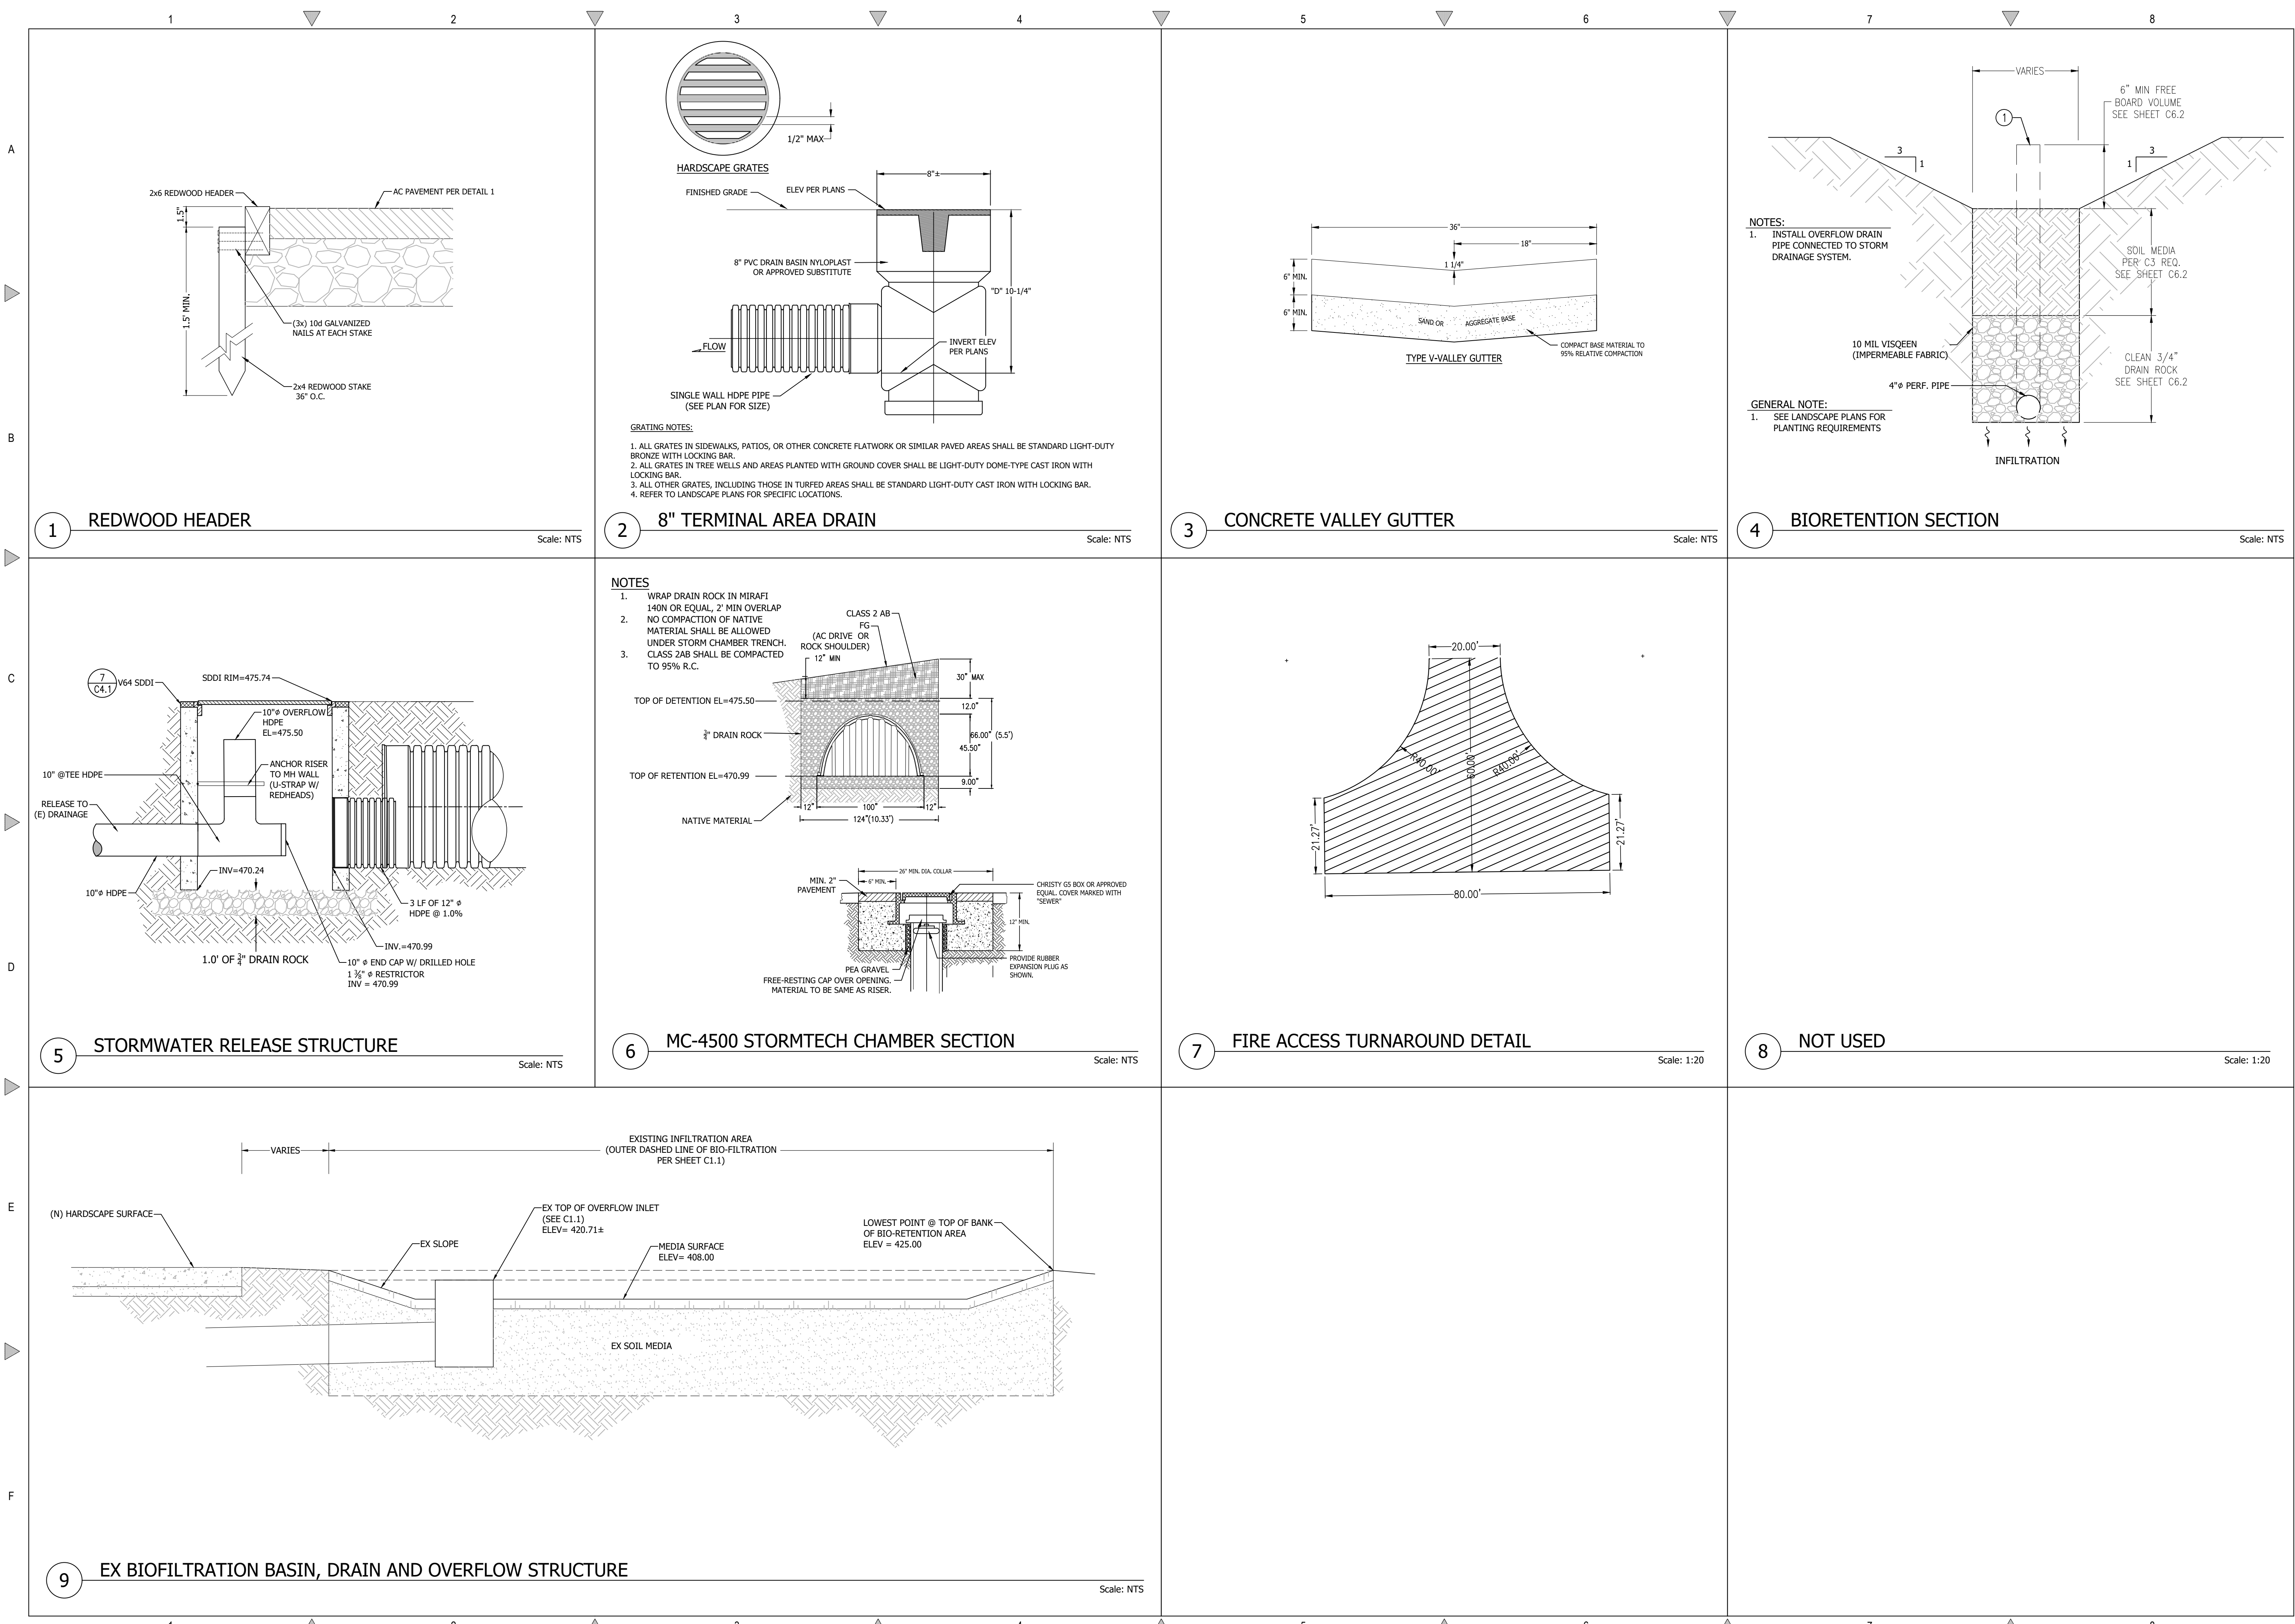 1 2 3 4 5 6 7 8
A
B
C
D
E
F
2x6 REDWOOD HEADER
AC PAVEMENT PER DETAIL 1
1.5"
1.5' MIN.
(3x) 10d GALVANIZED
NAILS AT EACH STAKE
2x4 REDWOOD STAKE
36" O.C.
1 REDWOOD HEADER
Scale: NTS
1/2" MAX
HARDSCAPE GRATES
8"±
FINISHED GRADE
ELEV PER PLANS
8" PVC DRAIN BASIN NYLOPLAST
OR APPROVED SUBSTITUTE
"D" 10-1/4"
FLOW
INVERT ELEV
PER PLANS
SINGLE WALL HDPE PIPE
(SEE PLAN FOR SIZE)
GRATING NOTES:
1. ALL GRATES IN SIDEWALKS, PATIOS, OR OTHER CONCRETE FLATWORK OR SIMILAR PAVED AREAS SHALL BE STANDARD LIGHT-DUTY
BRONZE WITH LOCKING BAR.
2. ALL GRATES IN TREE WELLS AND AREAS PLANTED WITH GROUND COVER SHALL BE LIGHT-DUTY DOME-TYPE CAST IRON WITH
LOCKING BAR.
3. ALL OTHER GRATES, INCLUDING THOSE IN TURFED AREAS SHALL BE STANDARD LIGHT-DUTY CAST IRON WITH LOCKING BAR.
4. REFER TO LANDSCAPE PLANS FOR SPECIFIC LOCATIONS.
2 8" TERMINAL AREA DRAIN
Scale: NTS
36"
18"
1 1/4"
6" MIN.
6" MIN.
SAND OR AGGREGATE BASE
COMPACT BASE MATERIAL TO
95% RELATIVE COMPACTION
TYPE V-VALLEY GUTTER
3 CONCRETE VALLEY GUTTER
Scale: NTS
VARIES
6" MIN FREE
BOARD VOLUME
SEE SHEET C6.2
1
3
1
3
1
NOTES:
1. INSTALL OVERFLOW DRAIN
PIPE CONNECTED TO STORM
DRAINAGE SYSTEM.
SOIL MEDIA
PER C3 REQ.
SEE SHEET C6.2
10 MIL VISQEEN
(IMPERMEABLE FABRIC)
CLEAN 3/4"
DRAIN ROCK
SEE SHEET C6.2
4"ϕ PERF. PIPE
GENERAL NOTE:
1. SEE LANDSCAPE PLANS FOR
PLANTING REQUIREMENTS
INFILTRATION
4 BIORETENTION SECTION
Scale: NTS
7
C4.1
V64 SDDI
SDDI RIM=475.74
10"ϕ OVERFLOW
HDPE
EL=475.50
10" @TEE HDPE
ANCHOR RISER
TO MH WALL
(U-STRAP W/
REDHEADS)
RELEASE TO
(E) DRAINAGE
INV=470.24
10"ϕ HDPE
3 LF OF 12" ϕ
HDPE @ 1.0%
INV.=470.99
1.0' OF ¾" DRAIN ROCK
10" ϕ END CAP W/ DRILLED HOLE
1 ⅜" ϕ RESTRICTOR
INV = 470.99
5 STORMWATER RELEASE STRUCTURE
Scale: NTS
NOTES
1. WRAP DRAIN ROCK IN MIRAFI
140N OR EQUAL, 2' MIN OVERLAP
2. NO COMPACTION OF NATIVE
MATERIAL SHALL BE ALLOWED
UNDER STORM CHAMBER TRENCH.
3. CLASS 2AB SHALL BE COMPACTED
TO 95% R.C.
CLASS 2 AB
FG
(AC DRIVE OR
ROCK SHOULDER)
12" MIN
30" MAX
TOP OF DETENTION EL=475.50
12.0"
¾" DRAIN ROCK
66.00" (5.5')
45.50"
TOP OF RETENTION EL=470.99
9.00"
12" 100" 12"
124"(10.33')
NATIVE MATERIAL
26" MIN. DIA. COLLAR
MIN. 2"
PAVEMENT
6" MIN.
CHRISTY G5 BOX OR APPROVED
EQUAL. COVER MARKED WITH
"SEWER"
12" MIN.
PROVIDE RUBBER
EXPANSION PLUG AS
SHOWN.
PEA GRAVEL
FREE-RESTING CAP OVER OPENING.
MATERIAL TO BE SAME AS RISER.
6 MC-4500 STORMTECH CHAMBER SECTION
Scale: NTS
20.00'
R40.00'
60.00'
R40.00'
21.27'
21.27'
80.00'
7 FIRE ACCESS TURNAROUND DETAIL
Scale: 1:20
8 NOT USED
Scale: 1:20
VARIES
EXISTING INFILTRATION AREA
(OUTER DASHED LINE OF BIO-FILTRATION
PER SHEET C1.1)
(N) HARDSCAPE SURFACE
EX SLOPE
EX TOP OF OVERFLOW INLET
(SEE C1.1)
ELEV= 420.71±
MEDIA SURFACE
ELEV= 408.00
LOWEST POINT @ TOP OF BANK
OF BIO-RETENTION AREA
ELEV = 425.00
EX SOIL MEDIA
9 EX BIOFILTRATION BASIN, DRAIN AND OVERFLOW STRUCTURE
Scale: NTS